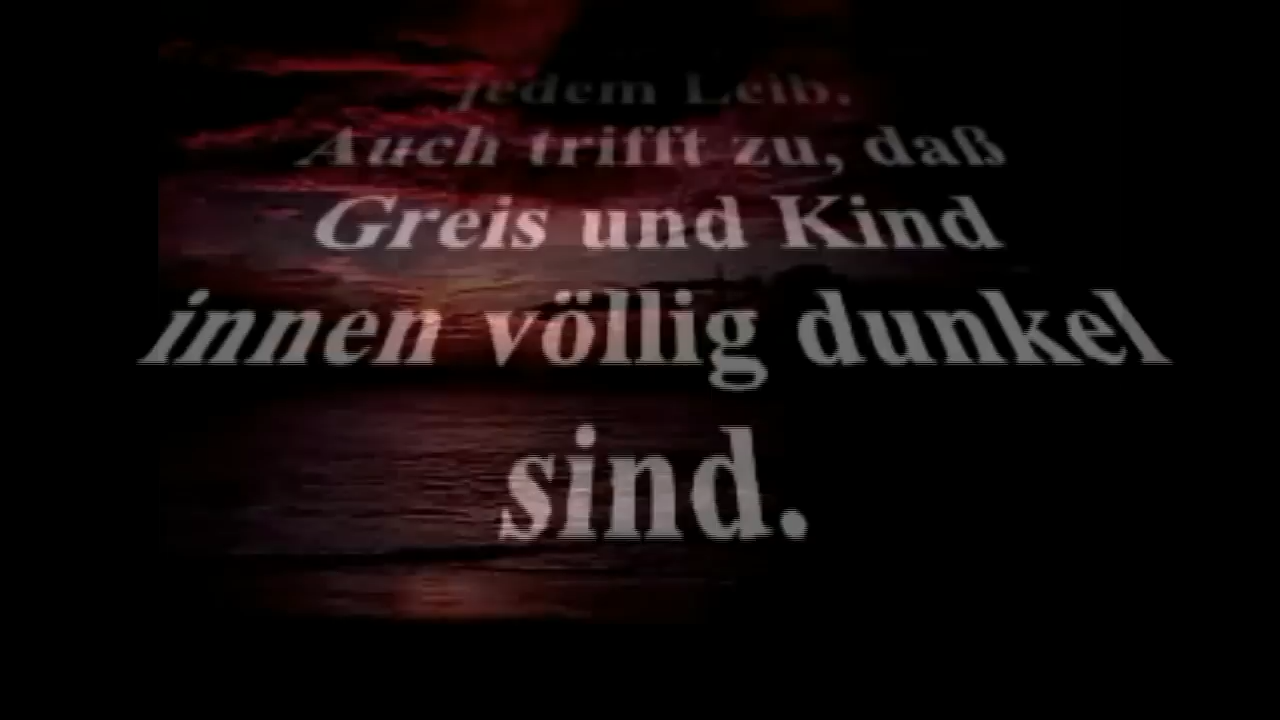 jedem Leib.
Auch trifft zu, daß
Greis und Kind
innen völlig dunkel
sind.